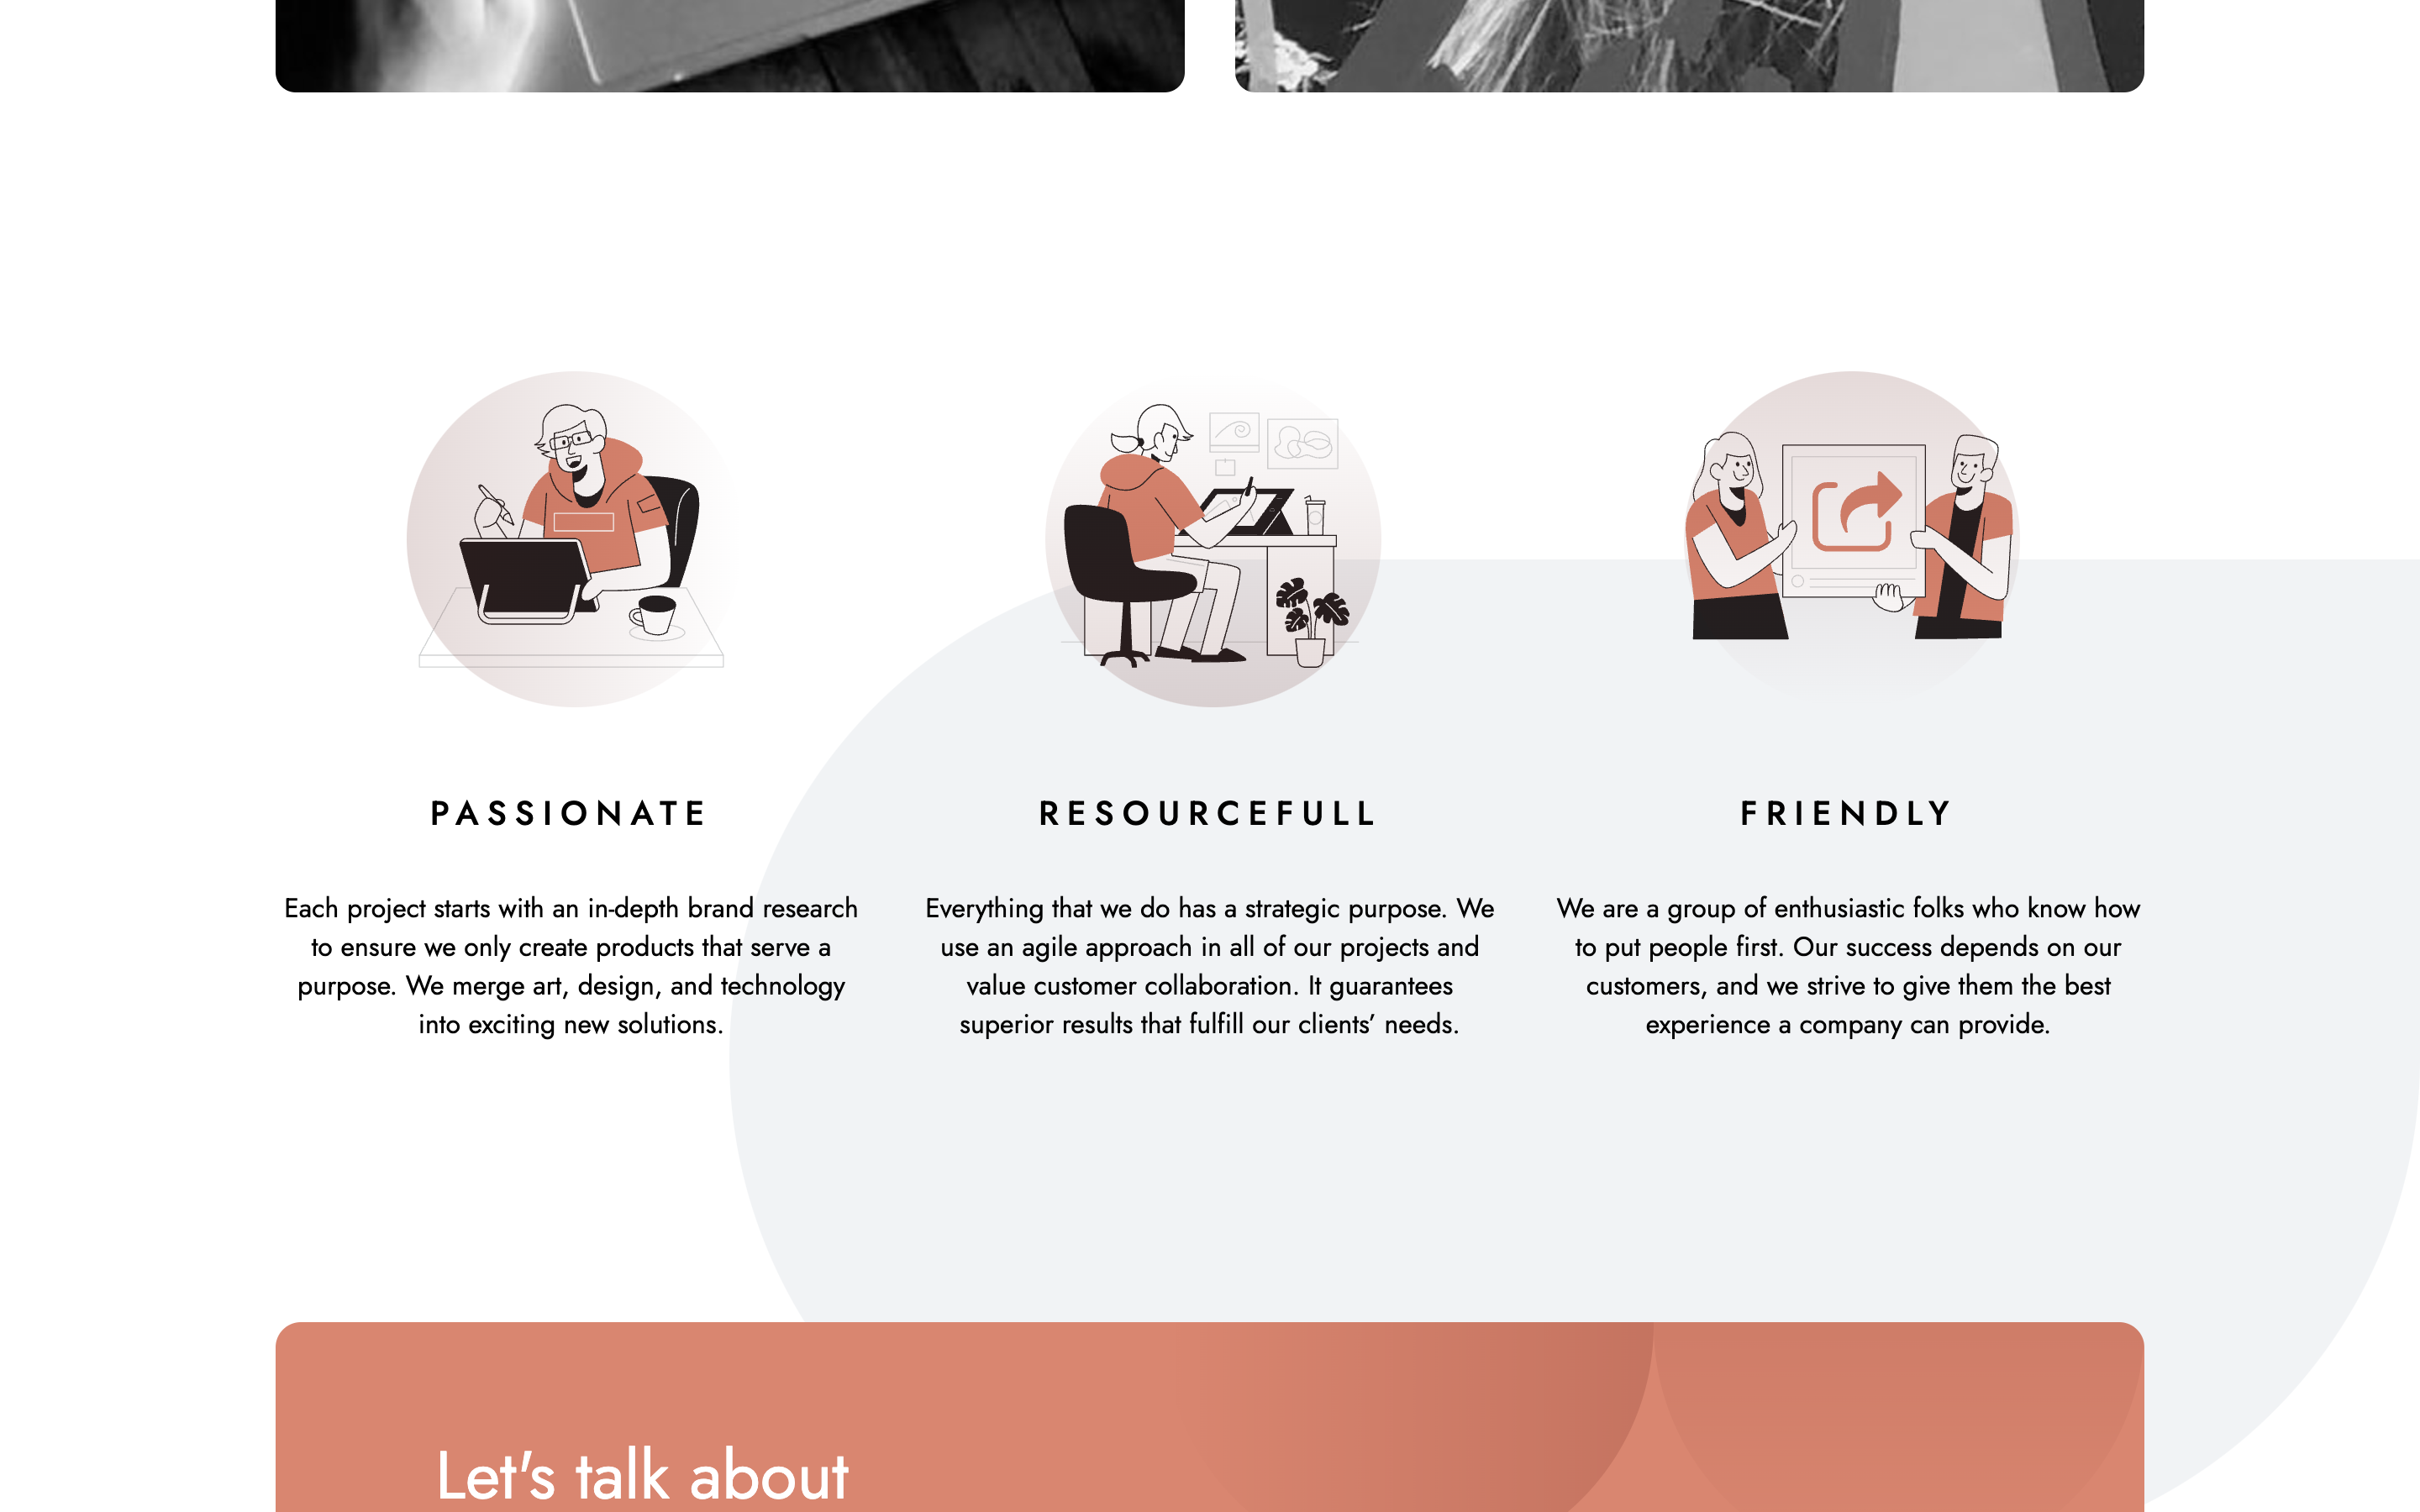 PASSIONATE
Each project starts with an in-depth brand research
to ensure we only create products that serve a
purpose. We merge art, design, and technology
into exciting new solutions.
RESOURCEFULL
Everything that we do has a strategic purpose. We
use an agile approach in all of our projects and
value customer collaboration. It guarantees
superior results that fulfill our clients’ needs.
FRIENDLY
We are a group of enthusiastic folks who know how
to put people first. Our success depends on our
customers, and we strive to give them the best
experience a company can provide.
Let's talk about